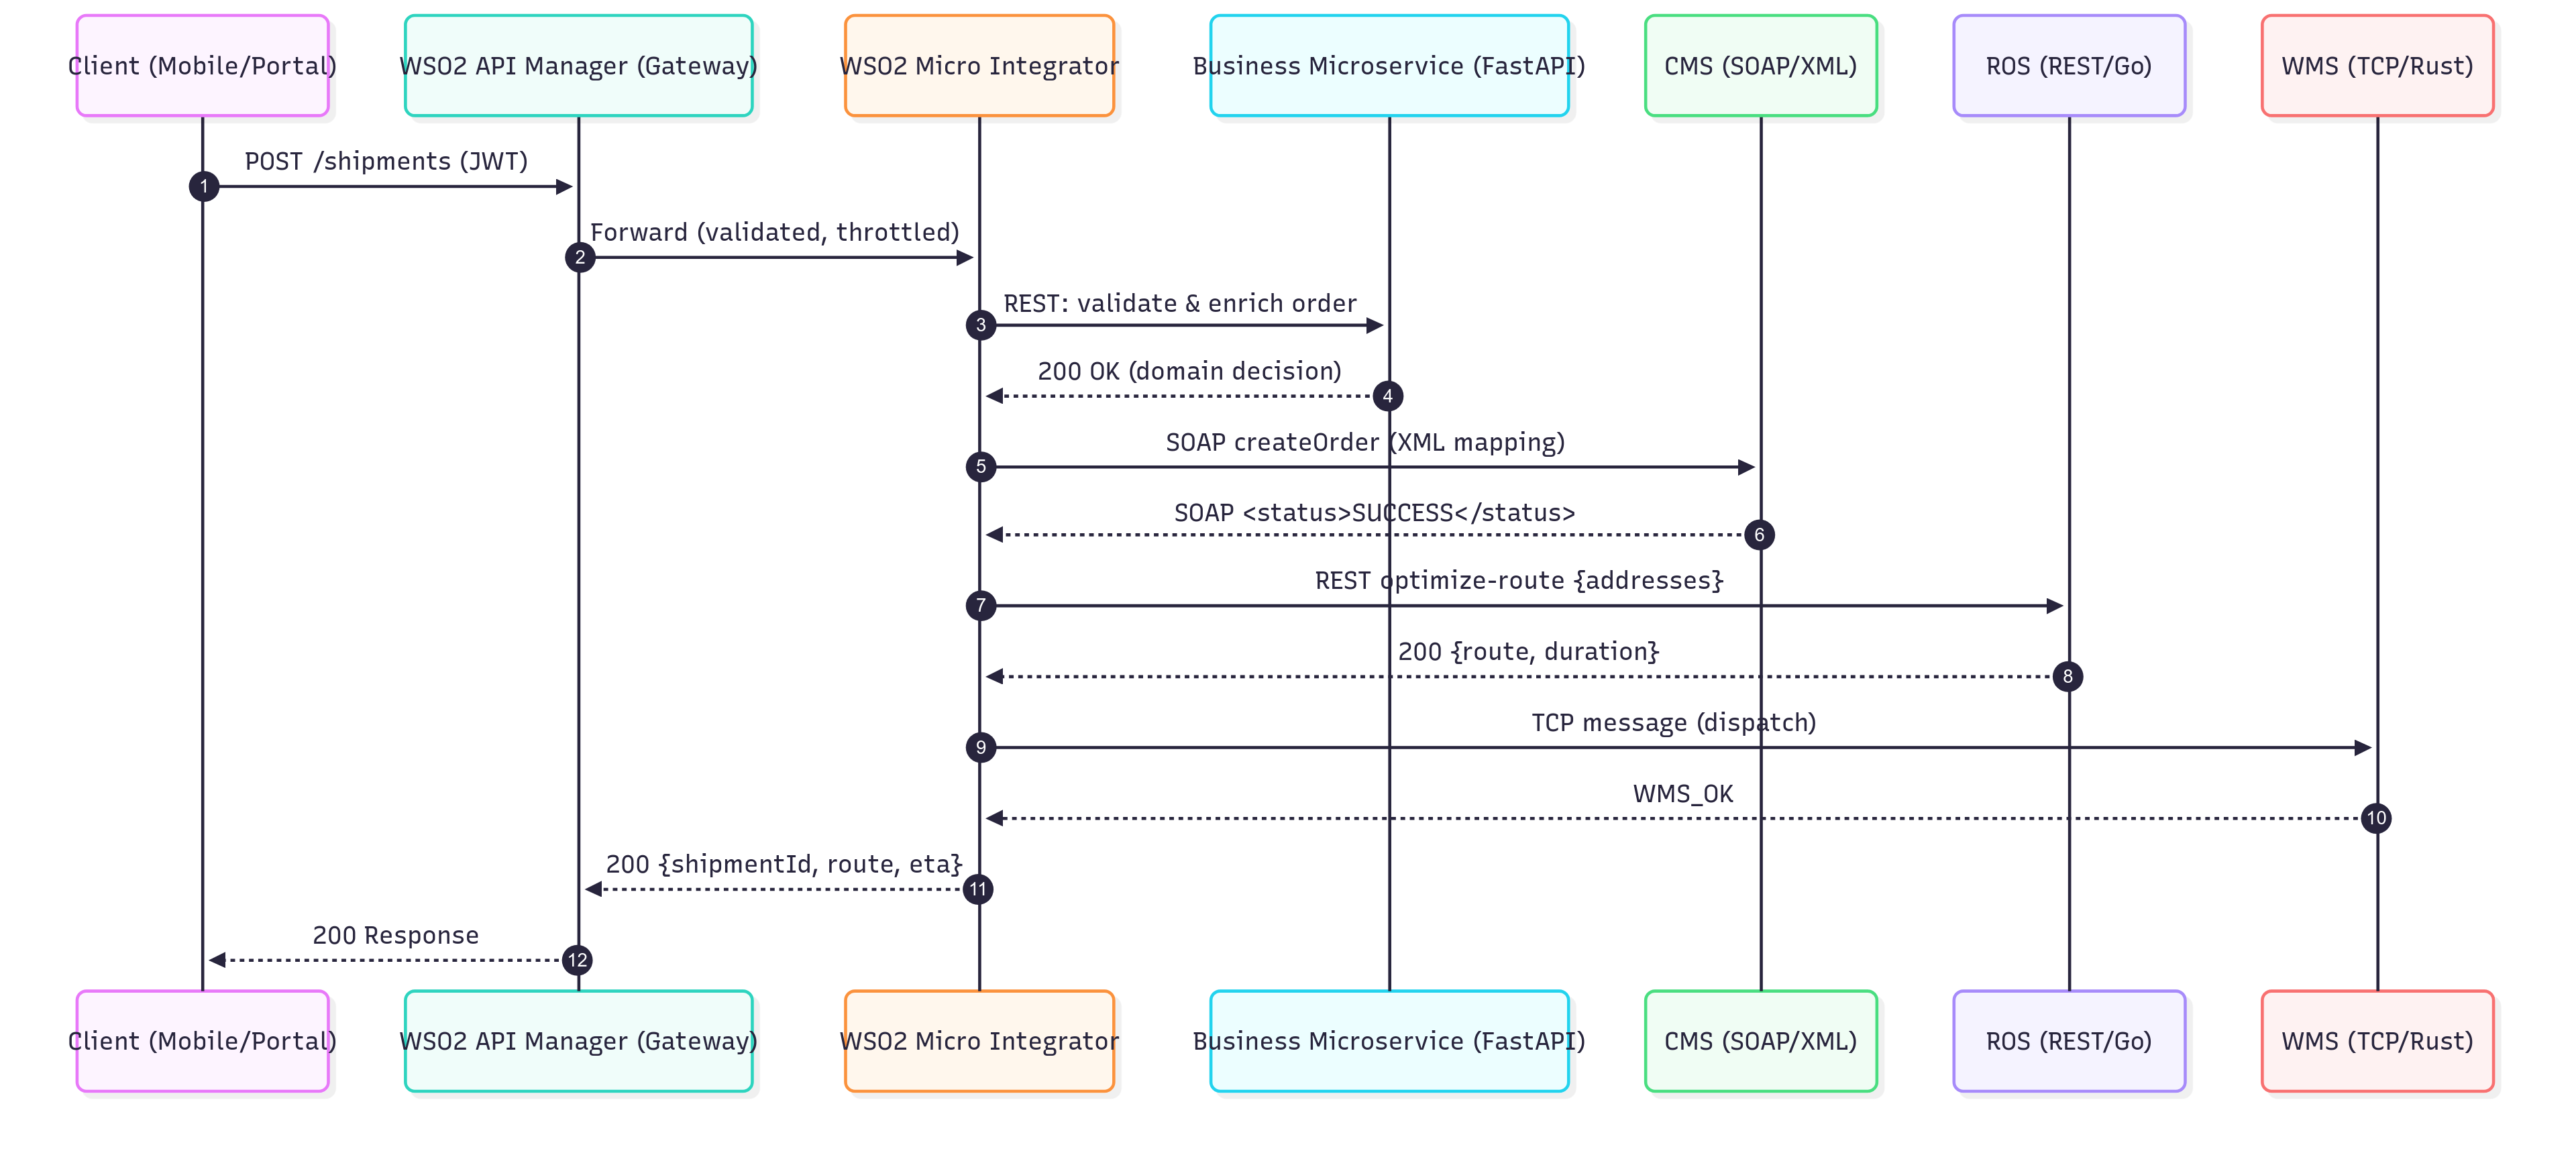 Client (Mobile/Portal)
WSO2 API Manager (Gateway)
WSO2 Micro Integrator
Business Microservice (FastAPI)
CMS (SOAP/XML)
ROS (REST/Go)
WMS (TCP/Rust)
POST /shipments (JWT)
1
Forward (validated, throttled)
2
REST: validate & enrich order
3
200 OK (domain decision)
4
SOAP createOrder (XML mapping)
5
SOAP <status>SUCCESS</status>
6
REST optimize-route {addresses}
7
200 {route, duration}
8
TCP message (dispatch)
9
WMS_OK
10
200 {shipmentId, route, eta}
11
200 Response
12
Client (Mobile/Portal)
WSO2 API Manager (Gateway)
WSO2 Micro Integrator
Business Microservice (FastAPI)
CMS (SOAP/XML)
ROS (REST/Go)
WMS (TCP/Rust)